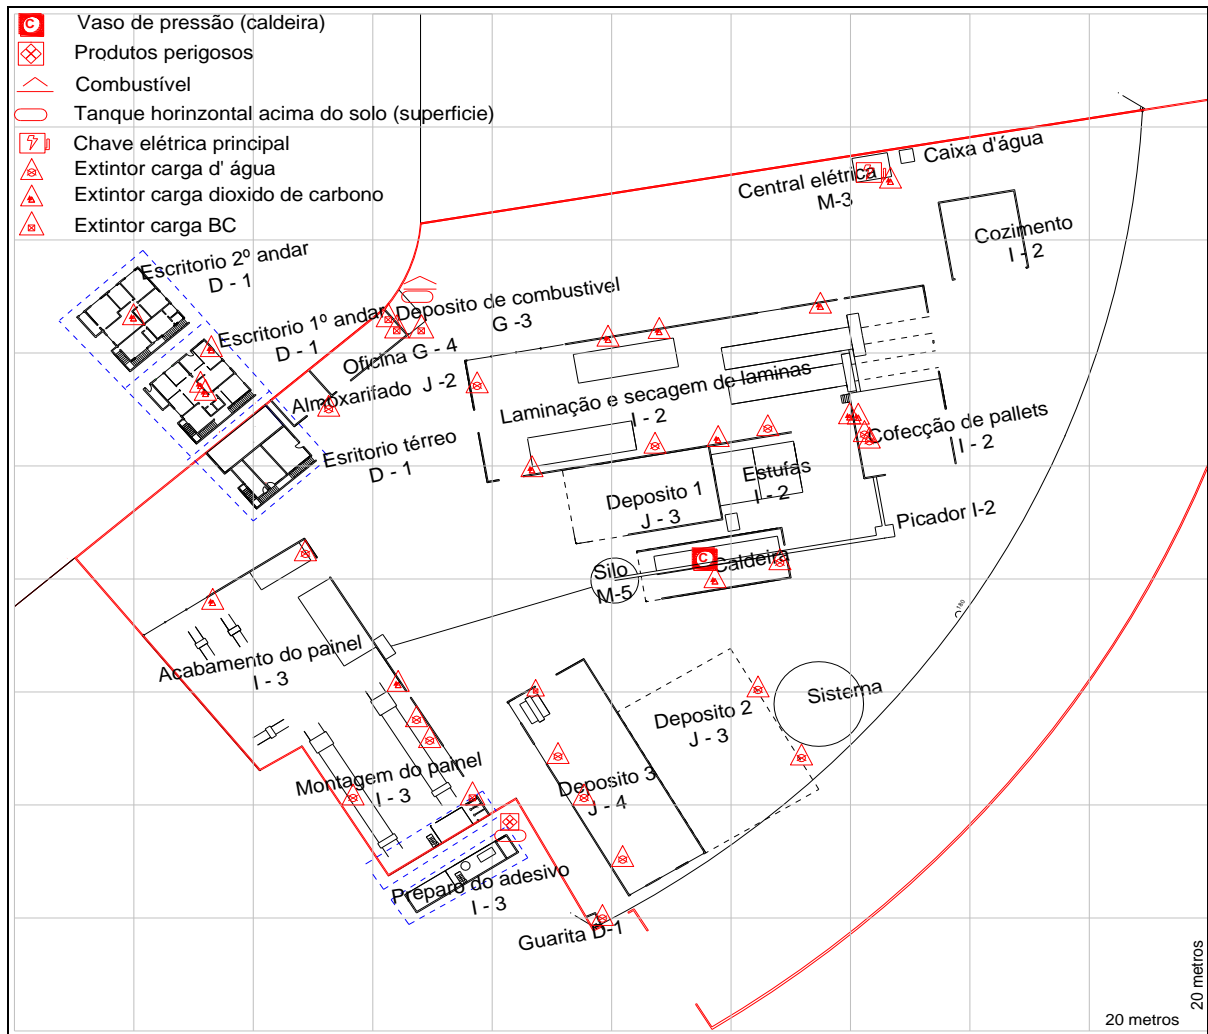 C
Vaso de pressão (caldeira)
Produtos perigosos
Combustível
Tanque horinzontal acima do solo (superficie)
Chave elétrica principal
Extintor carga d' água
Extintor carga dioxido de carbono
Extintor carga BC
Caixa d'água
Central elétrica
M-3
Cozimento
I - 2
Escritorio 2º andar
D - 1
Escritorio 1º andar
D - 1
Deposito de combustivel
G -3
Oficina G - 4
Almoxarifado J -2
Esritorio térreo
D - 1
Laminação e secagem de laminas
I - 2
Cofecção de pallets
I - 2
Estufas
I - 2
Deposito 1
J - 3
Picador I-2
C
Caldeira
Silo
M-5
180
Acabamento do painel
I - 3
Deposito 2
J - 3
Sisterna
Montagem do painel
I - 3
Deposito 3
J - 4
Preparo do adesivo
I - 3
Guarita D-1
20 metros
20 metros